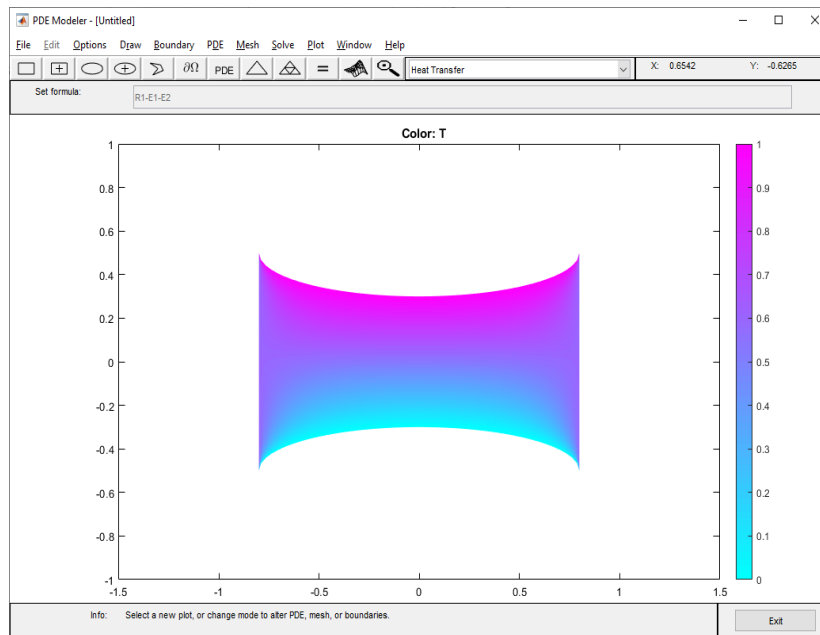 PDE Modeler - [Untitled]
File Edit Options Draw Boundary PDE Mesh Solve Plot Window Help
∂Ω PDE = Heat Transfer X: 0.6542 Y: -0.6265
Set formula: R1-E1-E2
Color: T
1
0.8
0.6
0.4
0.2
0
-0.2
-0.4
-0.6
-0.8
-1
-1.5 -1 -0.5 0 0.5 1 1.5
1
0.9
0.8
0.7
0.6
0.5
0.4
0.3
0.2
0.1
0
Info: Select a new plot, or change mode to alter PDE, mesh, or boundaries.
Exit